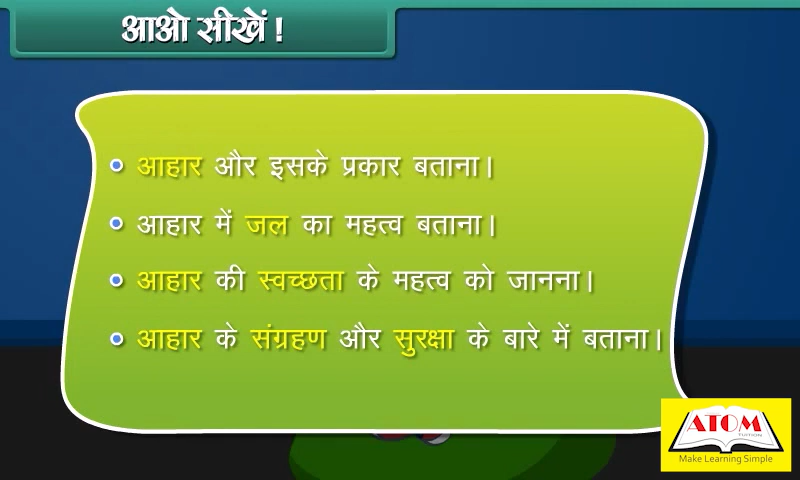 आओ सीखें!
आहार और इसके प्रकार बताना।
आहार में जल का महत्व बताना।
आहार की स्वच्छता के महत्व को जानना।
आहार के संग्रहण और सुरक्षा के बारे में बताना।
ATOM
TUITION
Make Learning Simple